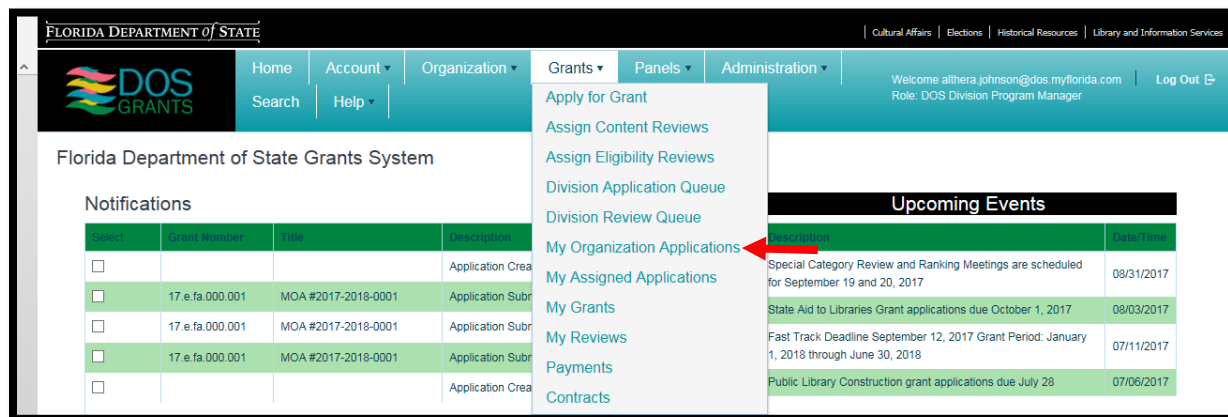 FLORIDA DEPARTMENT of STATE
Cultural Affairs | Elections | Historical Resources | Library and Information Services
DOS
GRANTS
Home
Account
Organization
Grants
Panels
Administration
Search
Help
Welcome althera.johnson@dos.myflorida.com
Log Out
Role: DOS Division Program Manager
Apply for Grant
Assign Content Reviews
Assign Eligibility Reviews
Division Application Queue
Division Review Queue
My Organization Applications
My Assigned Applications
My Grants
My Reviews
Payments
Contracts
Florida Department of State Grants System
Notifications
Select Grant Number Title Description
Application Crea
17.e.fa.000.001 MOA #2017-2018-0001 Application Subr
17.e.fa.000.001 MOA #2017-2018-0001 Application Subr
17.e.fa.000.001 MOA #2017-2018-0001 Application Subr
Application Crea
Upcoming Events
Description Date/Time
Special Category Review and Ranking Meetings are scheduled
for September 19 and 20, 2017
08/31/2017
State Aid to Libraries Grant applications due October 1, 2017 08/03/2017
Fast Track Deadline September 12, 2017 Grant Period: January
1, 2018 through June 30, 2018
07/11/2017
Public Library Construction grant applications due July 28 07/06/2017